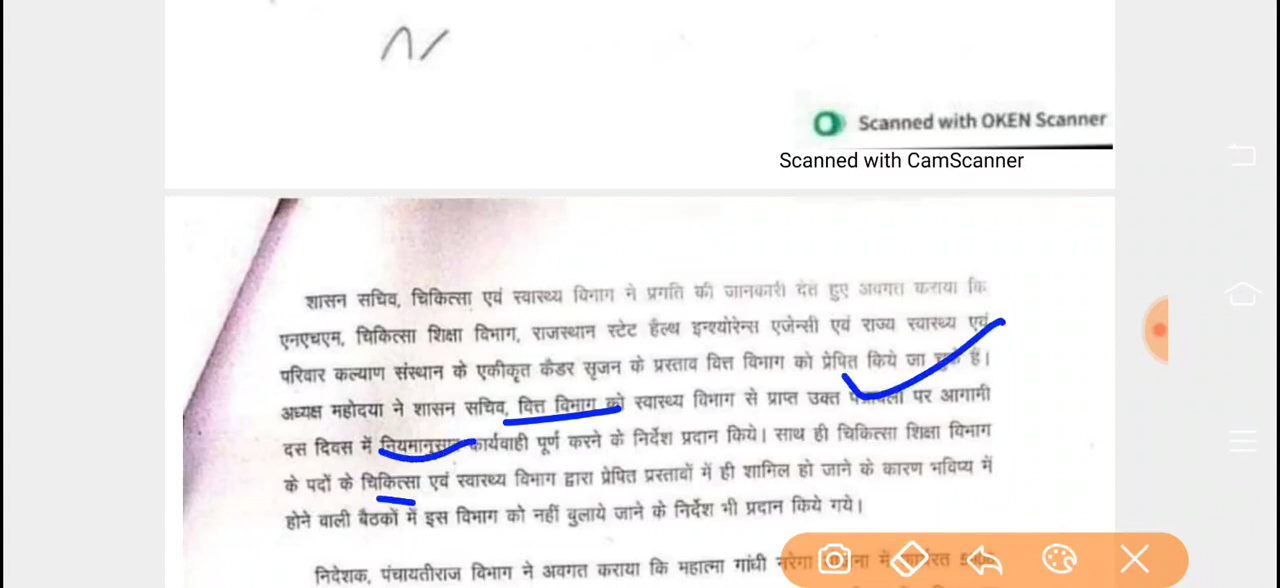 Scanned with OKEN Scanner
Scanned with CamScanner
शासन सचिव, चिकित्सा एवं स्वास्थ्य विभाग ने प्रगति की जानकारी देते हुए अवगत कराया कि
एनएचएम, चिकित्सा शिक्षा विभाग, राजस्थान स्टेट हैल्थ इन्श्योरेन्स एजेन्सी एवं राज्य स्वास्थ्य एवं
परिवार कल्याण संस्थान के एकीकृत कैडर सृजन के प्रस्ताव वित्त विभाग को प्रेषित किये जा चुके है।
अध्यक्ष महोदया ने शासन सचिव, वित्त विभाग को स्वास्थ्य विभाग से प्राप्त उक्त पर आगामी
दस दिवस में नियमानुसार कार्यवाही पूर्ण करने के निर्देश प्रदान किये। साथ ही चिकित्सा शिक्षा विभाग
के पदों के चिकित्सा एवं स्वास्थ्य विभाग द्वारा प्रेषित प्रस्तावों में ही शामिल हो जाने के कारण भविष्य में
होने वाली बैठकों में इस विभाग को नहीं बुलाये जाने के निर्देश भी प्रदान किये गये।
निदेशक, पंचायतीराज विभाग ने अवगत कराया कि महात्मा गांधी नरेगा में कार्यरत